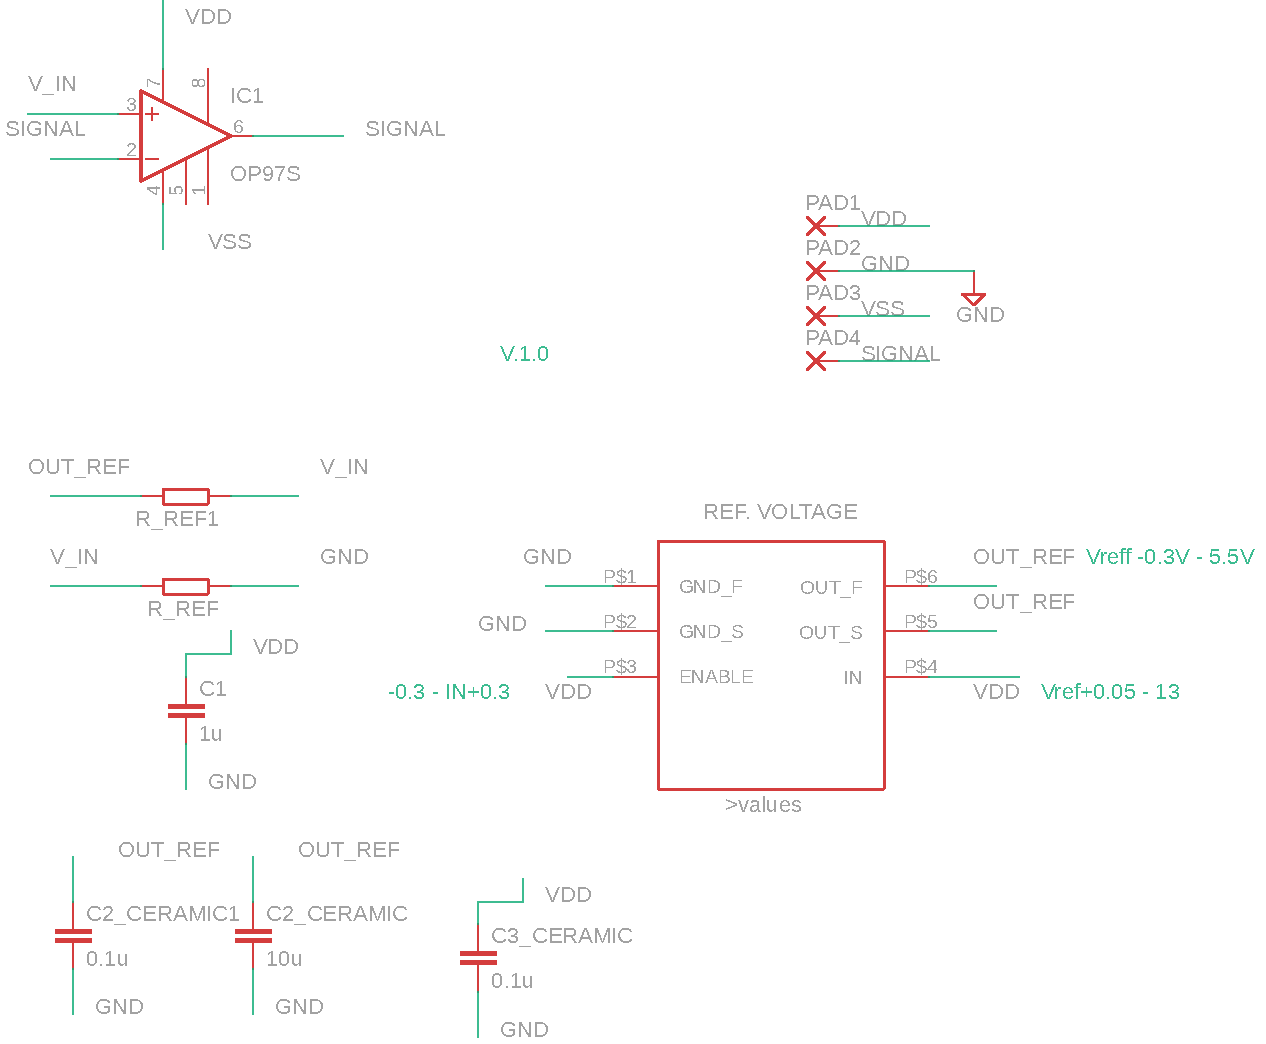 VDD
V_IN
7
8
IC1
3
SIGNAL
6
SIGNAL
2
OP97S
4
5
1
VSS
PAD1
VDD
PAD2
GND
PAD3
VSS
GND
PAD4
SIGNAL
V.1.0
OUT_REF
V_IN
R_REF1
V_IN
GND
R_REF
VDD
C1
1u
GND
REF. VOLTAGE
GND
P$1
GND_F
OUT_F
P$6
OUT_REF
Vreff -0.3V - 5.5V
GND
P$2
GND_S
OUT_S
P$5
OUT_REF
-0.3 - IN+0.3
VDD
P$3
ENABLE
IN
P$4
VDD
Vref+0.05 - 13
>values
OUT_REF
OUT_REF
C2_CERAMIC1
C2_CERAMIC
0.1u
10u
GND
GND
VDD
C3_CERAMIC
0.1u
GND